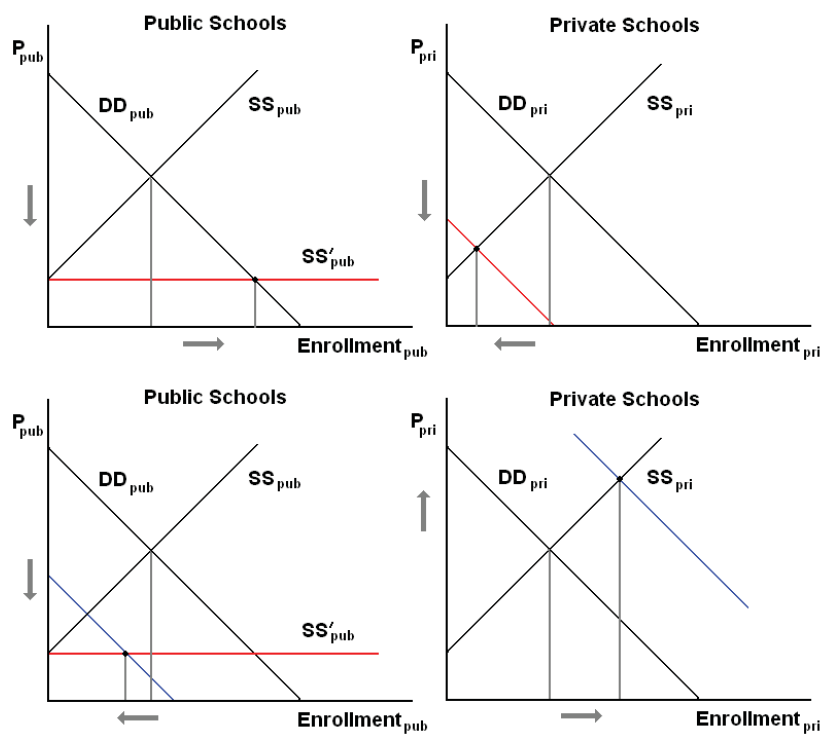 Public Schools
Private Schools
P_pub
P_pri
DD_pub
SS_pub
DD_pri
SS_pri
SS′_pub
Enrollment_pub
Enrollment_pri
Public Schools
Private Schools
P_pub
P_pri
DD_pub
SS_pub
DD_pri
SS_pri
SS′_pub
Enrollment_pub
Enrollment_pri